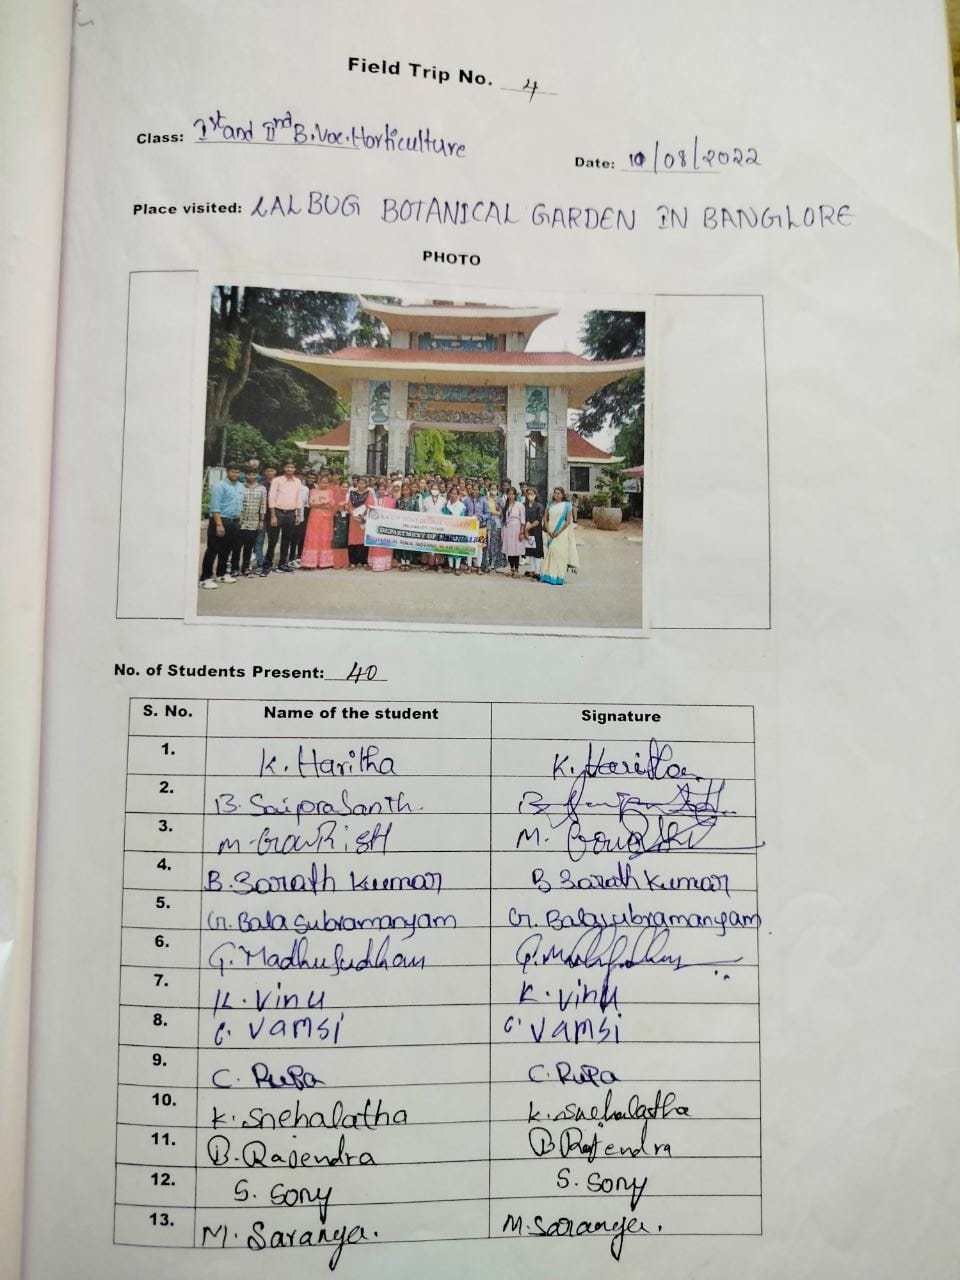 Field Trip No. 4
Class: Ist and IInd B.Voc.Horticulture
Date: 10/08/2022
Place visited: LALBUG BOTANICAL GARDEN IN BANGLORE
PHOTO
DEPARTMENT OF
No. of Students Present: 40
S. No. Name of the student Signature
1. K. Haritha K. Haritha
2. B. Saiprasanth. B
3. M. GowRish M.
4. B. Sarath Kumar B Sarath Kumar
5. G. Bala subramanyam G. Balasubramanyam
6. G. Madhusudhan G.
7. K. Vinu K. Vinu
8. C. Vamsi C. Vamsi
9. C. Rupa C. Rupa
10. K. Snehalatha K. Snehalatha
11. B. Rajendra B Rajendra
12. S. Sony S. Sony
13. M. Saranya. M. Saranya.